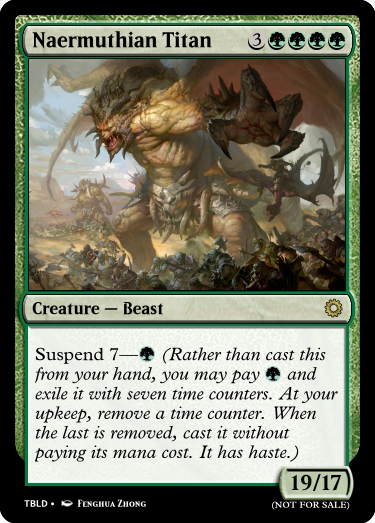 Naermuthian Titan 3
Creature — Beast
Suspend 7— (Rather than cast this
from your hand, you may pay and
exile it with seven time counters. At your
upkeep, remove a time counter. When
the last is removed, cast it without
paying its mana cost. It has haste.)
19/17
TBLD • Fenghua Zhong
(NOT FOR SALE)